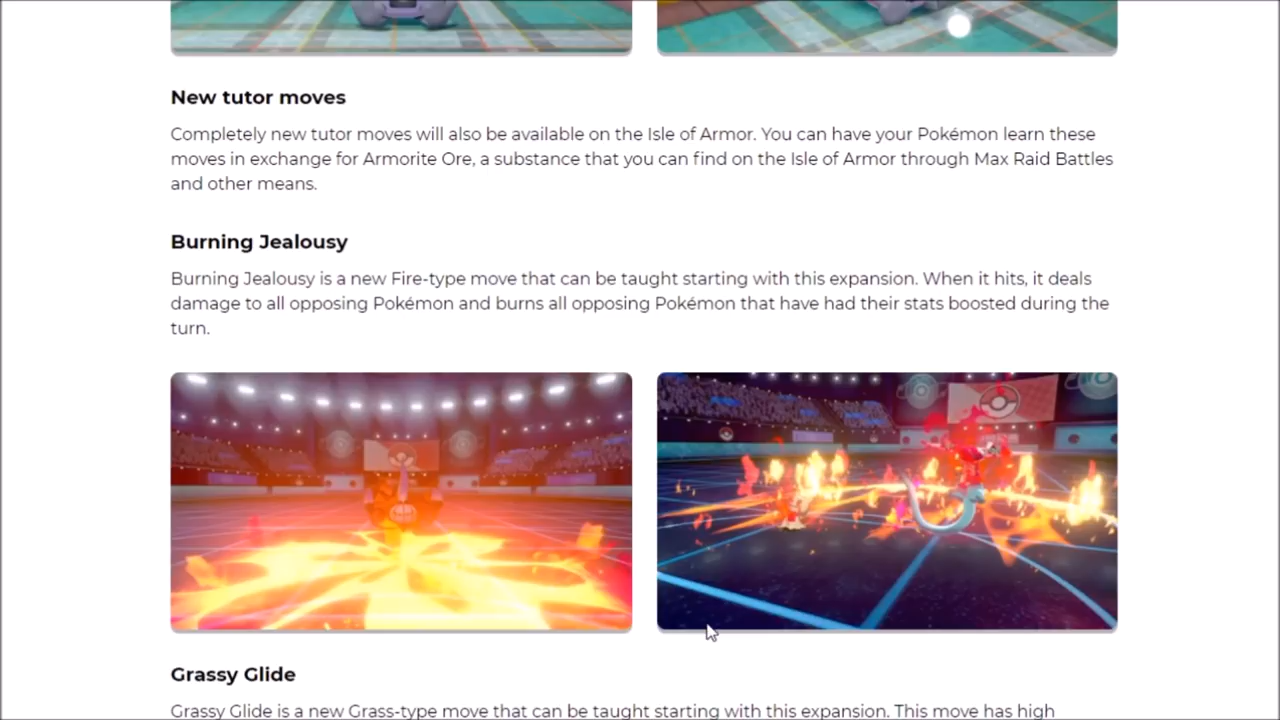 New tutor moves
Completely new tutor moves will also be available on the Isle of Armor. You can have your Pokémon learn these
moves in exchange for Armorite Ore, a substance that you can find on the Isle of Armor through Max Raid Battles
and other means.
Burning Jealousy
Burning Jealousy is a new Fire-type move that can be taught starting with this expansion. When it hits, it deals
damage to all opposing Pokémon and burns all opposing Pokémon that have had their stats boosted during the
turn.
Grassy Glide
Grassy Glide is a new Grass-type move that can be taught starting with this expansion. This move has high